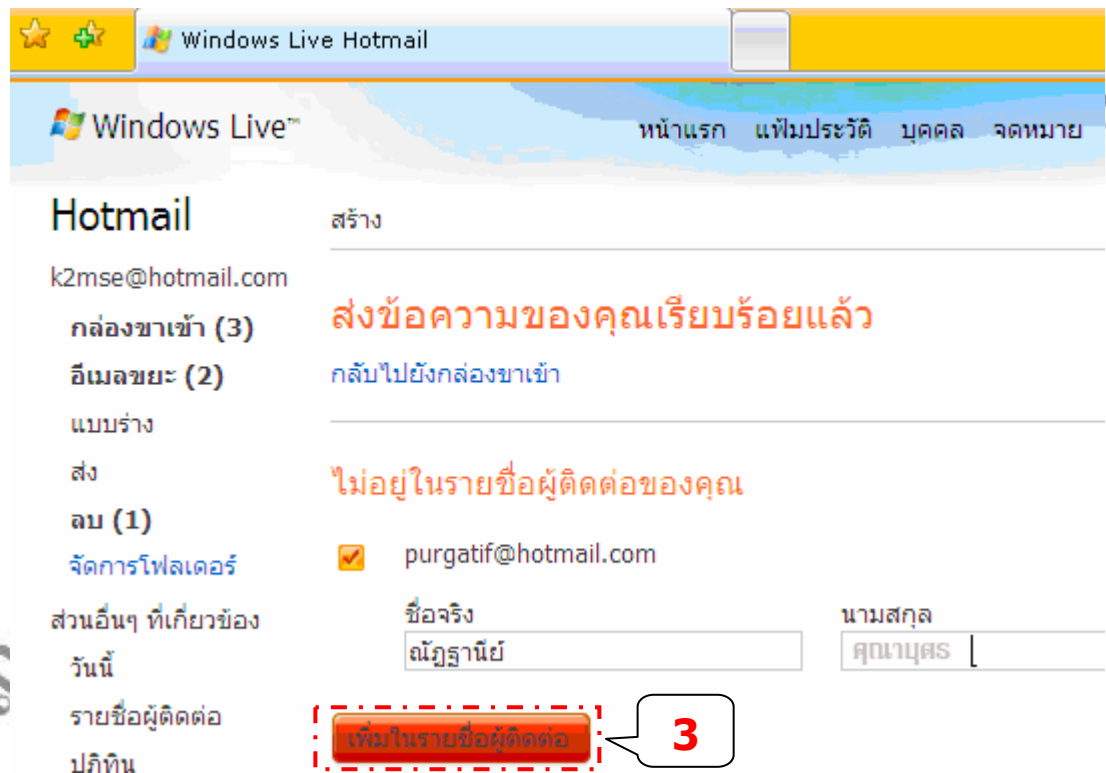 Windows Live Hotmail
Windows Live™
หน้าแรก แฟ้มประวัติ บุคคล จดหมาย
Hotmail
k2mse@hotmail.com
กล่องขาเข้า (3)
อีเมลขยะ (2)
แบบร่าง
ส่ง
ลบ (1)
จัดการโฟลเดอร์
ส่วนอื่นๆ ที่เกี่ยวข้อง
วันนี้
รายชื่อผู้ติดต่อ
ปฏิทิน
สร้าง
ส่งข้อความของคุณเรียบร้อยแล้ว
กลับไปยังกล่องขาเข้า
ไม่อยู่ในรายชื่อผู้ติดต่อของคุณ
purgatif@hotmail.com
ชื่อจริง นามสกุล
ณัฏฐานีย์ คุณาบุตร
เพิ่มในรายชื่อผู้ติดต่อ
3